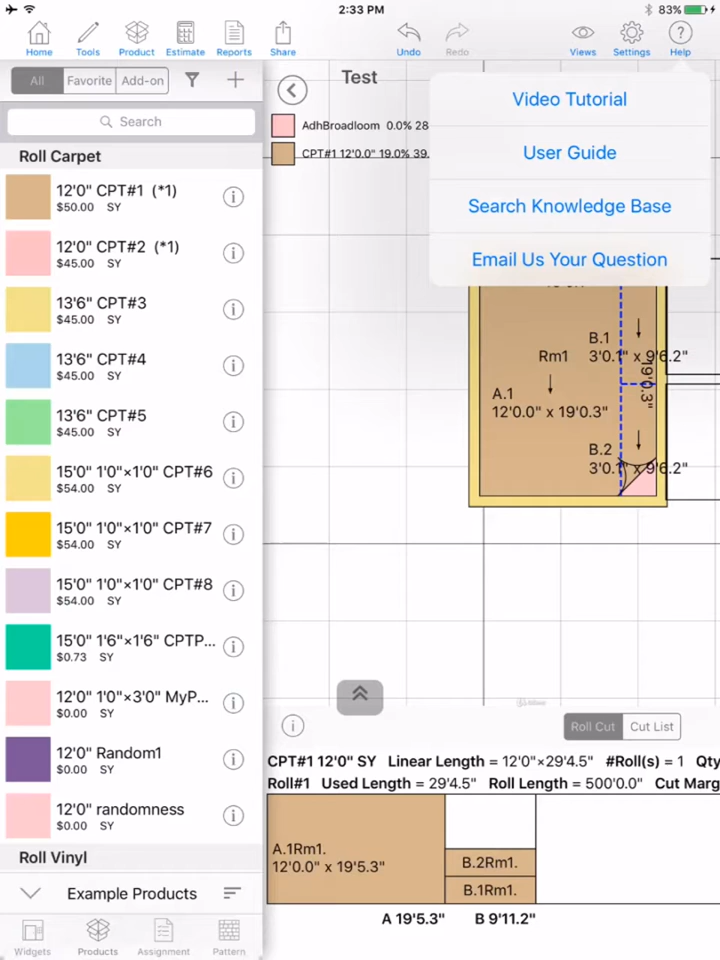 2:33 PM
83%
Home
Tools
Product
Estimate
Reports
Share
Undo
Redo
Views
Settings
? Help
All
Favorite
Add-on
Search
Roll Carpet
12'0" CPT#1 (*1)
$50.00 SY
12'0" CPT#2 (*1)
$45.00 SY
13'6" CPT#3
$45.00 SY
13'6" CPT#4
$45.00 SY
13'6" CPT#5
$45.00 SY
15'0" 1'0"×1'0" CPT#6
$54.00 SY
15'0" 1'0"×1'0" CPT#7
$54.00 SY
15'0" 1'0"×1'0" CPT#8
$54.00 SY
15'0" 1'6"×1'6" CPTP...
$0.73 SY
12'0" 1'0"×3'0" MyP...
$0.00 SY
12'0" Random1
$0.00 SY
12'0" randomness
$0.00 SY
Roll Vinyl
Example Products
Widgets
Products
Assignment
Pattern
Test
AdhBroadloom 0.0% 28
CPT#1 12'0.0" 19.0% 39.
Video Tutorial
User Guide
Search Knowledge Base
Email Us Your Question
Rm1
A.1
12'0.0" x 19'0.3"
B.1
3'0.1" x 9'6.2"
19'0.3"
B.2
3'0.1" x 9'6.2"
Roll Cut
Cut List
CPT#1 12'0" SY Linear Length = 12'0"×29'4.5" #Roll(s) = 1 Qty
Roll#1 Used Length = 29'4.5" Roll Length = 500'0.0" Cut Marg
A.1Rm1.
12'0.0" x 19'5.3"
B.2Rm1.
B.1Rm1.
A 19'5.3"
B 9'11.2"